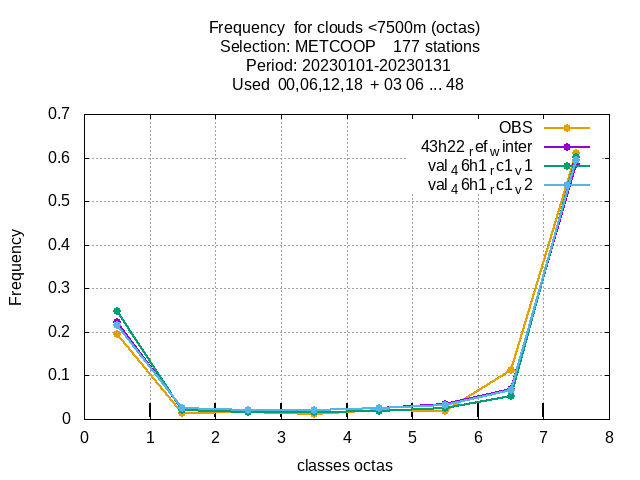 Frequency  for clouds <7500m (octas)
Selection: METCOOP    177 stations
Period: 20230101-20230131
Used  00,06,12,18  + 03 06 ... 48
0.7
0.6
0.5
0.4
0.3
0.2
0.1
0
Frequency
OBS
43h22_ref_winter
val_46h1_rc1_v1
val_46h1_rc1_v2
0 1 2 3 4 5 6 7 8
classes octas